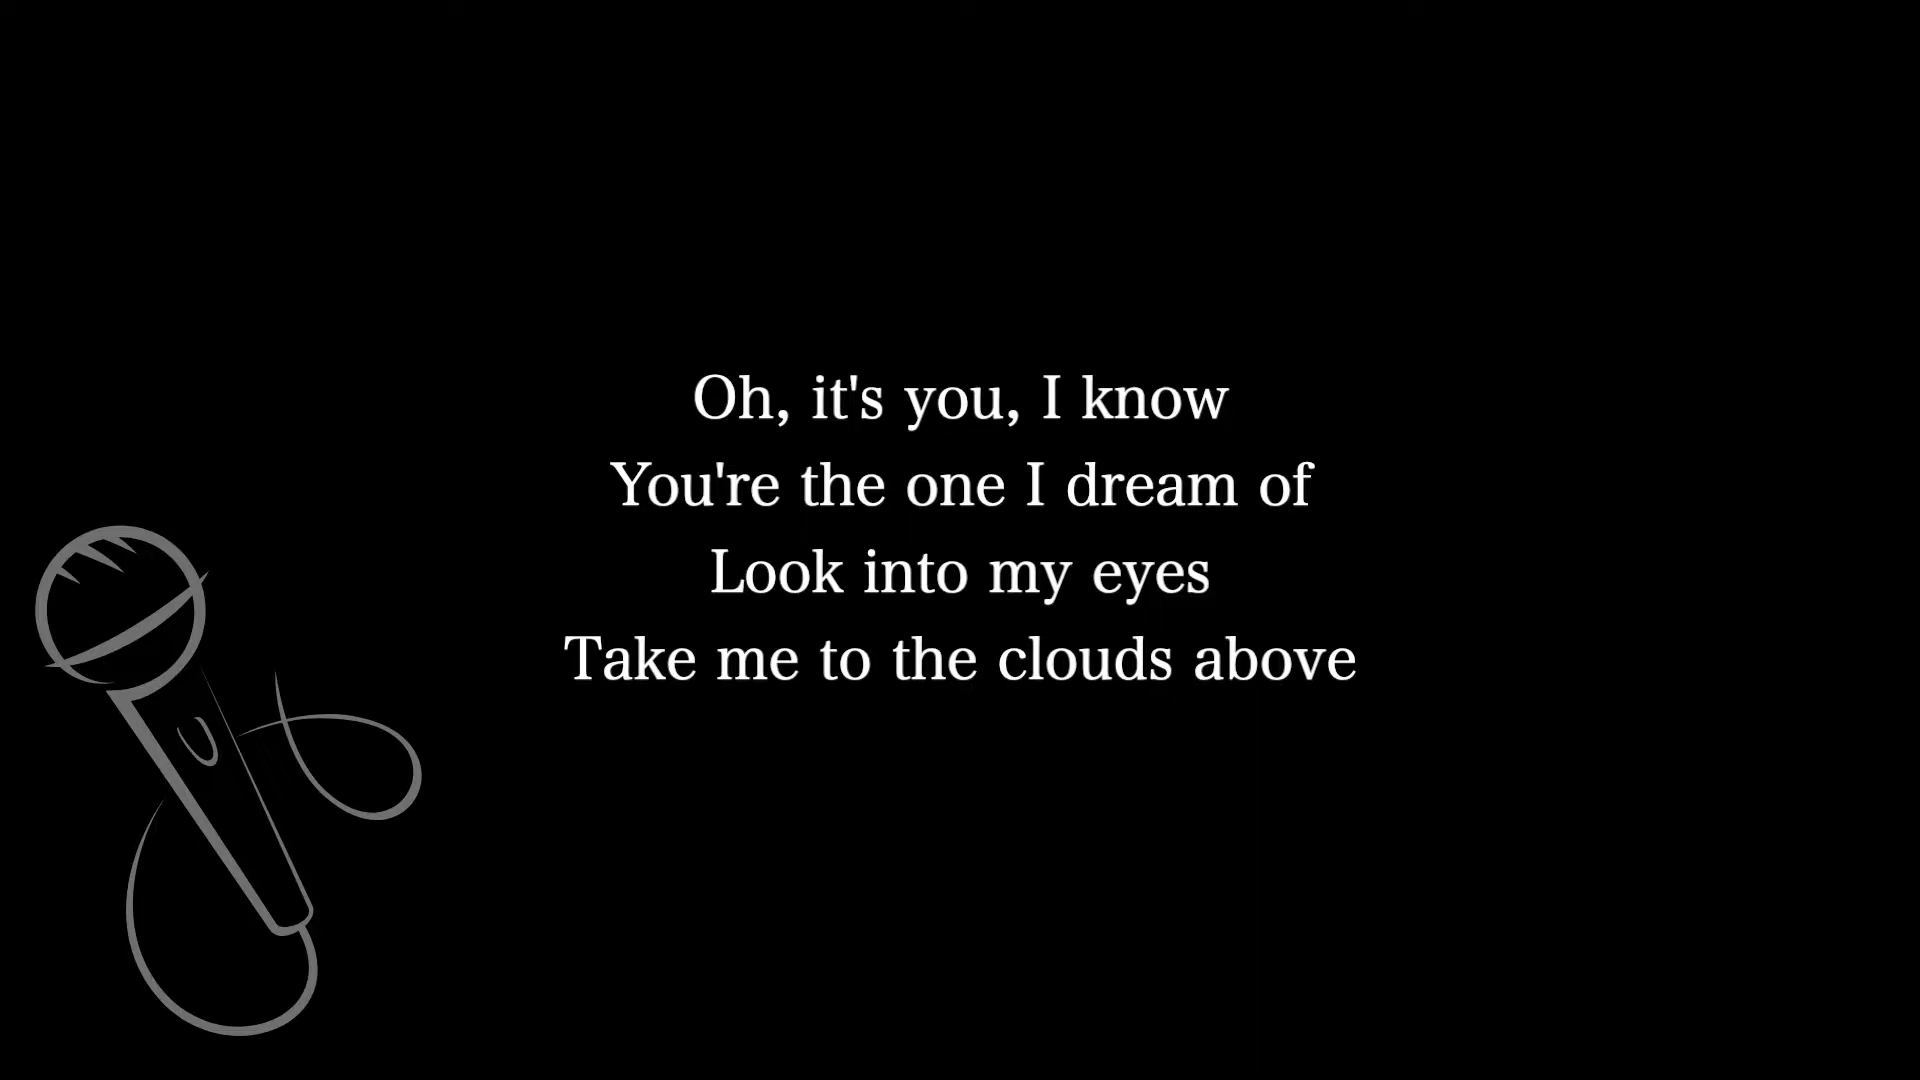 Oh, it's you, I know
You're the one I dream of
Look into my eyes
Take me to the clouds above